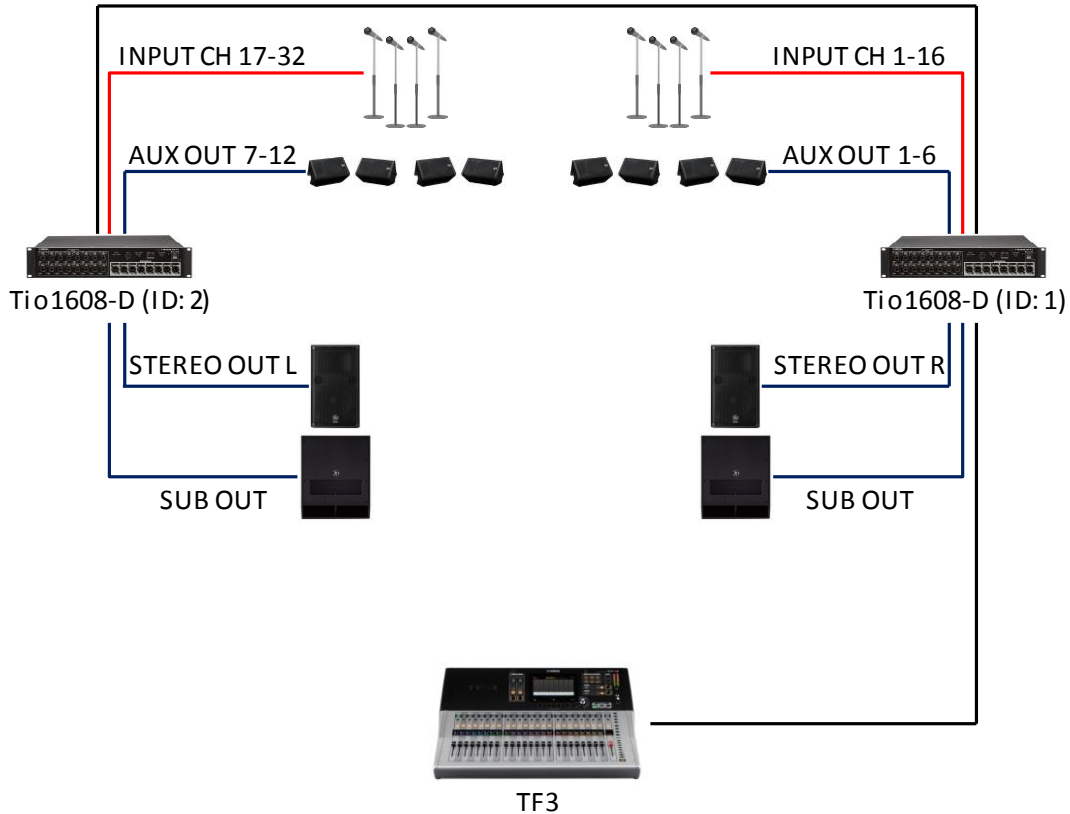 INPUT CH 17-32
INPUT CH 1-16
AUX OUT 7-12
AUX OUT 1-6
Tio1608-D (ID: 2)
Tio1608-D (ID: 1)
STEREO OUT L
STEREO OUT R
SUB OUT
SUB OUT
TF3